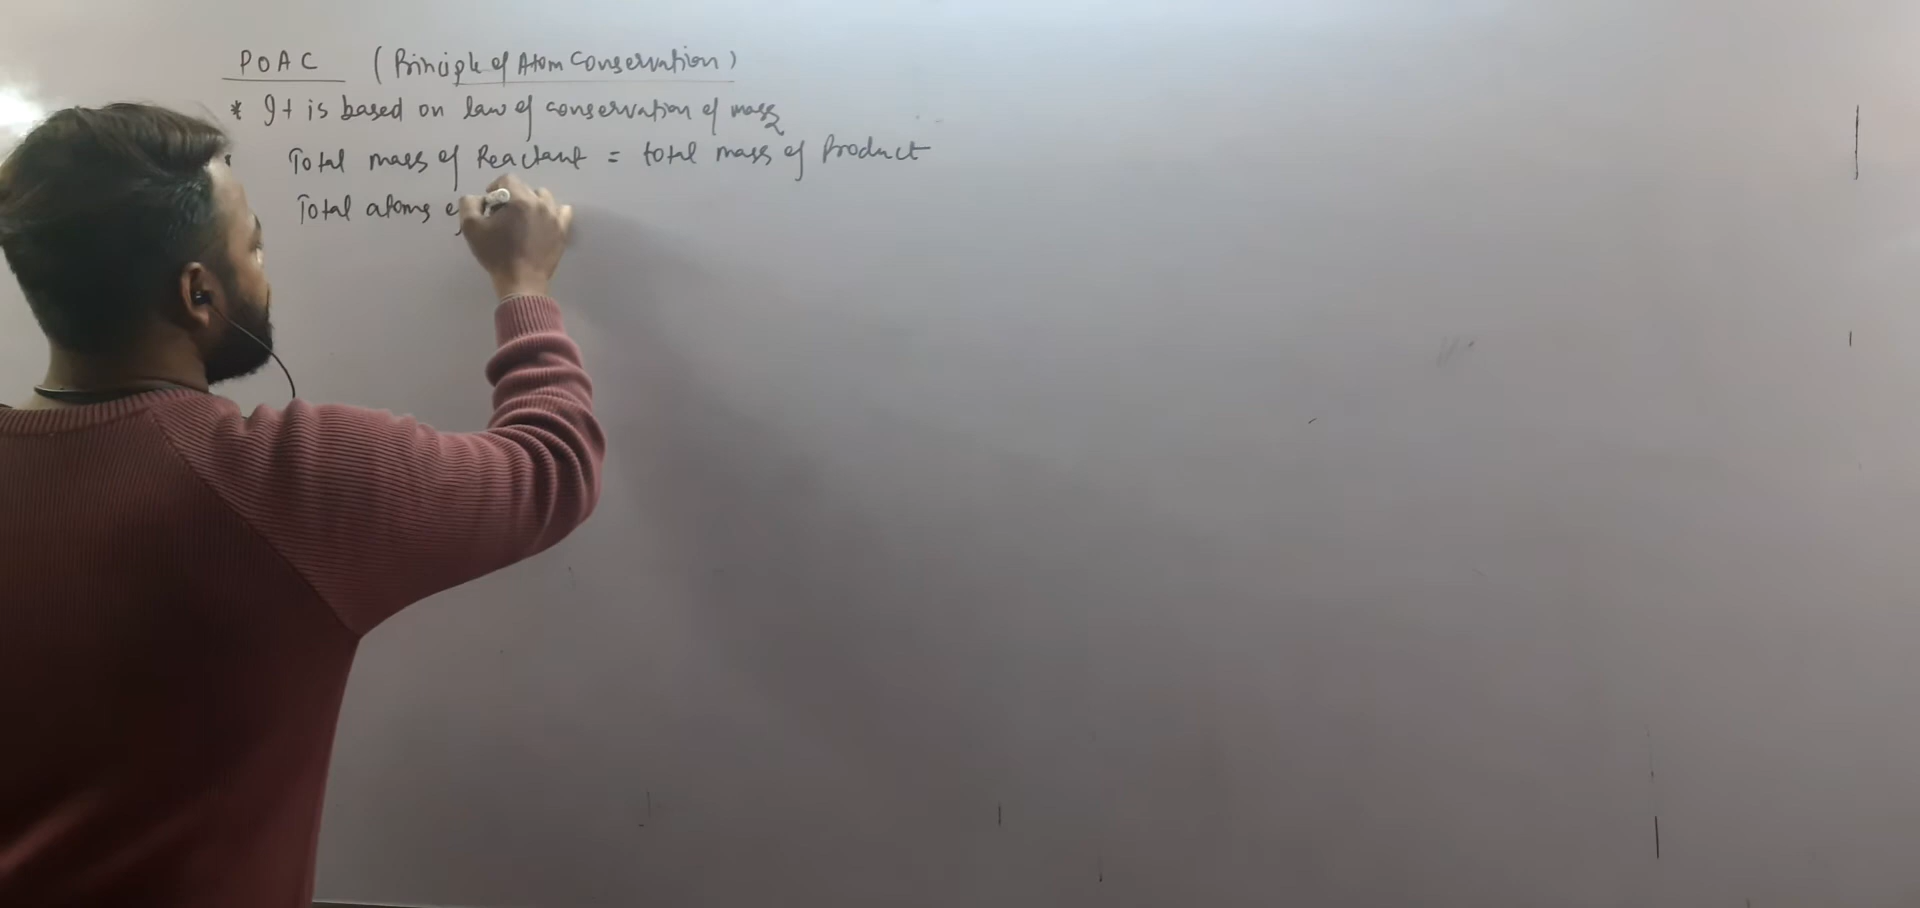 POAC (Principle of Atom Conservation)
* It is based on law of conservation of mass
Total mass of Reactant = total mass of Product
Total atoms